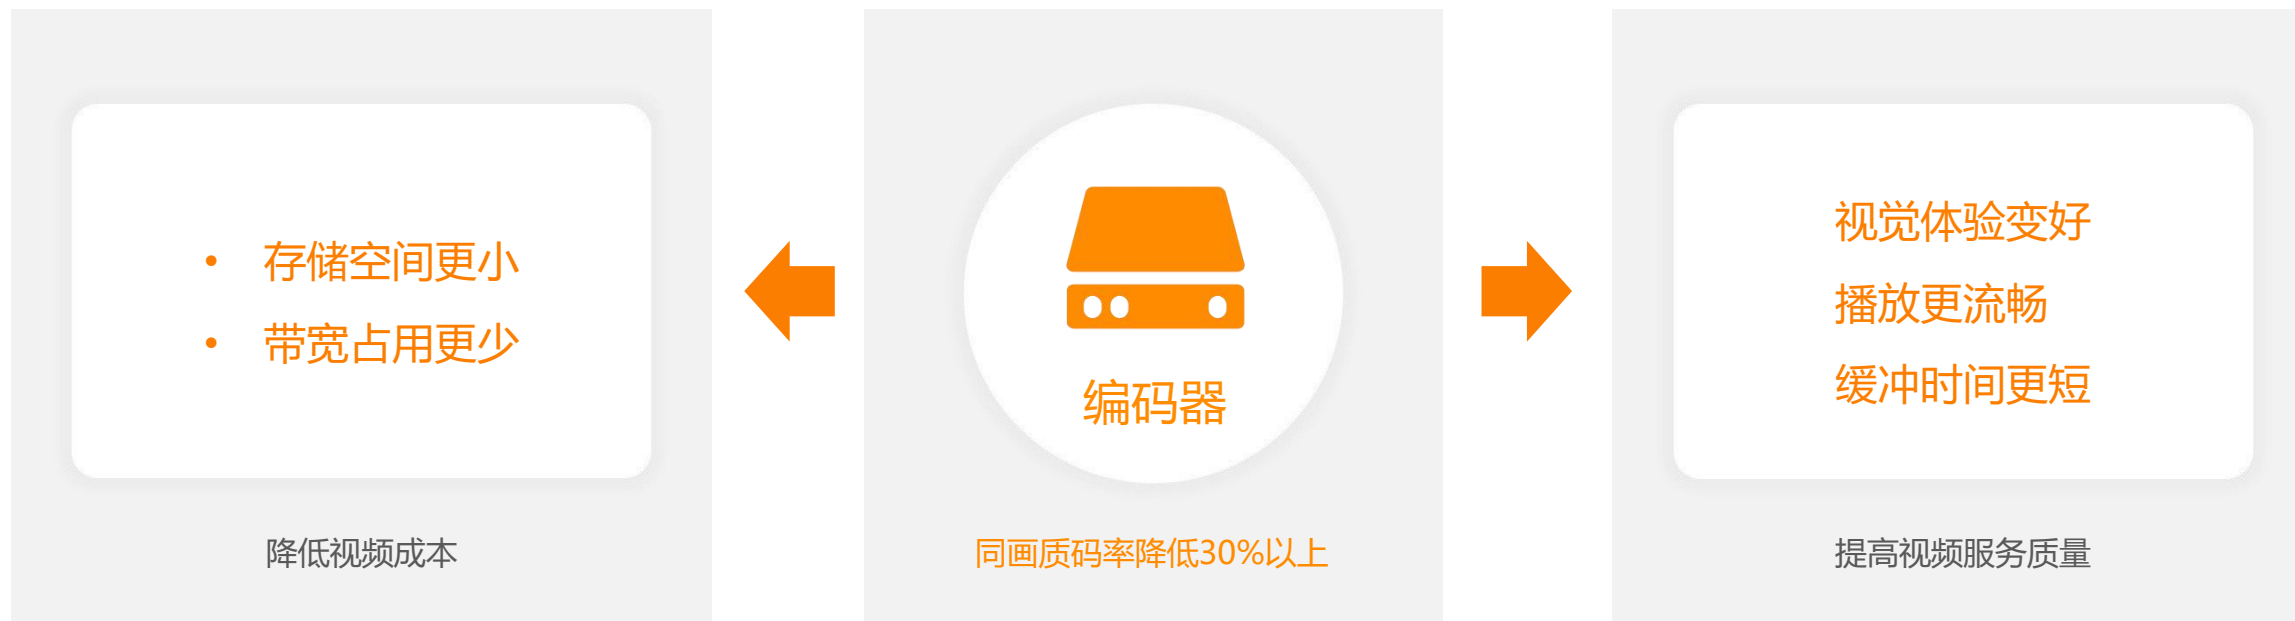 • 存储空间更小
• 带宽占用更少
降低视频成本
编码器
同画质码率降低30%以上
视觉体验变好
播放更流畅
缓冲时间更短
提高视频服务质量